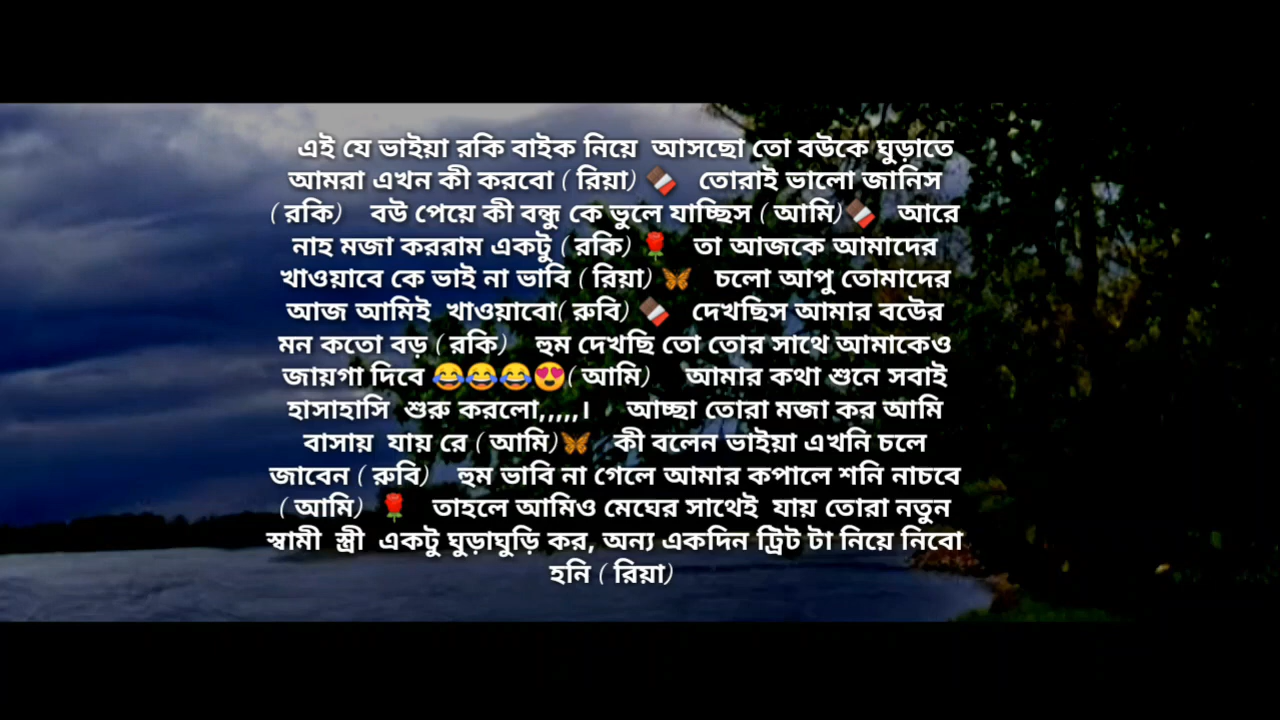 এই যে ভাইয়া রকি বাইক নিয়ে আসছো তো বউকে ঘুড়াতে
আমরা এখন কী করবো ( রিয়া) 🍫 তোরাই ভালো জানিস
( রকি) বউ পেয়ে কী বন্ধু কে ভুলে যাচ্ছিস ( আমি)🍫 আরে
নাহ মজা কররাম একটু ( রকি) 🌹 তা আজকে আমাদের
খাওয়াবে কে ভাই না ভাবি ( রিয়া) 🦋 চলো আপু তোমাদের
আজ আমিই খাওয়াবো( রুবি) 🍫 দেখছিস আমার বউের
মন কতো বড় ( রকি) হুম দেখছি তো তোর সাথে আমাকেও
জায়গা দিবে 😂😂😂😍( আমি) আমার কথা শুনে সবাই
হাসাহাসি শুরু করলো,,,,,। আচ্ছা তোরা মজা কর আমি
বাসায় যায় রে ( আমি)🦋 কী বলেন ভাইয়া এখনি চলে
জাবেন ( রুবি) হুম ভাবি না গেলে আমার কপালে শনি নাচবে
( আমি) 🌹 তাহলে আমিও মেঘের সাথেই যায় তোরা নতুন
স্বামী স্ত্রী একটু ঘুড়াঘুড়ি কর, অন্য একদিন ট্রিট টা নিয়ে নিবো
হনি ( রিয়া)